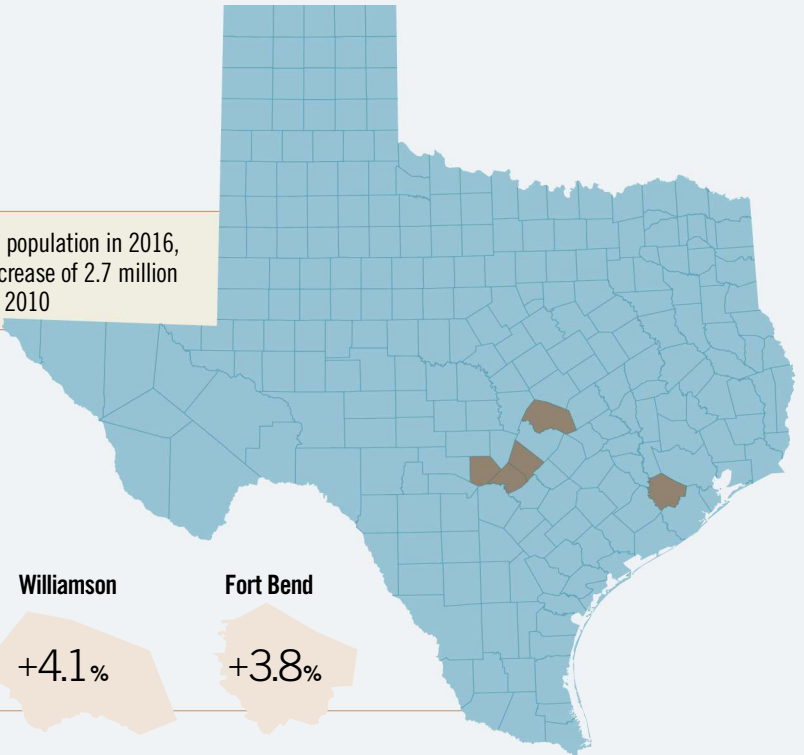 population in 2016,
crease of 2.7 million
2010
Williamson
Fort Bend
+4.1%
+3.8%